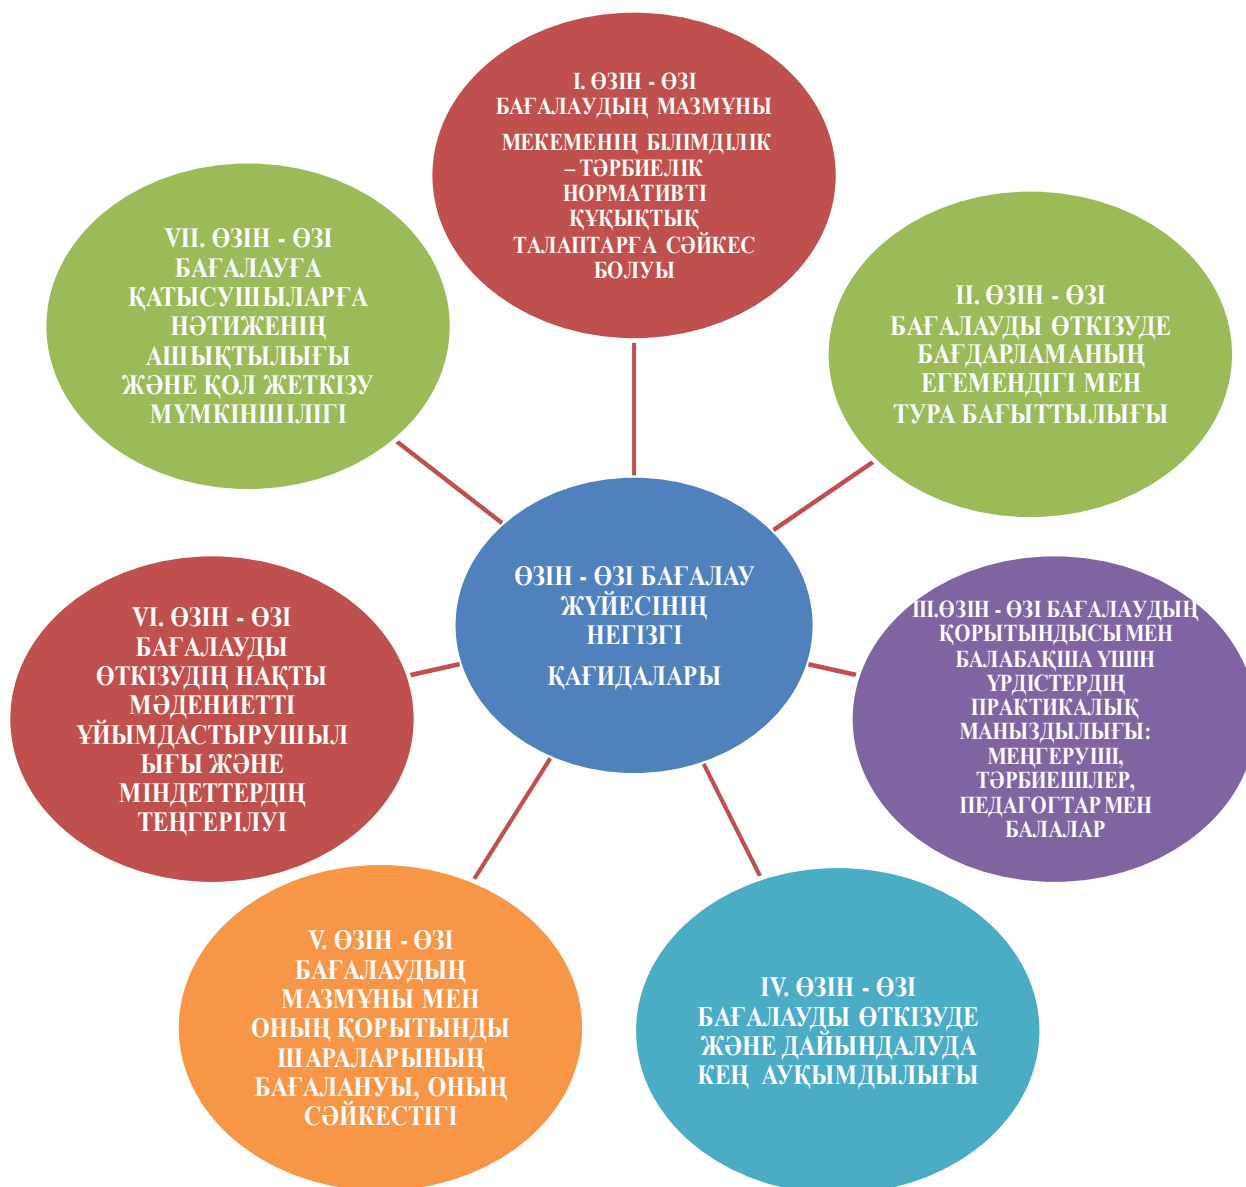 I. ӨЗІН - ӨЗІ
БАҒАЛАУДЫҢ МАЗМҰНЫ
МЕКЕМЕНІҢ БІЛІМДІЛІК
– ТӘРБИЕЛІК
НОРМАТИВТІ
ҚҰҚЫҚТЫҚ
ТАЛАПТАРҒА СӘЙКЕС
БОЛУЫ
II. ӨЗІН - ӨЗІ
БАҒАЛАУДЫ ӨТКІЗУДЕ
БАҒДАРЛАМАНЫҢ
ЕГЕМЕНДІГІ МЕН
ТУРА БАҒЫТТЫЛЫҒЫ
III.ӨЗІН - ӨЗІ БАҒАЛАУДЫҢ
ҚОРЫТЫНДЫСЫ МЕН
БАЛАБАҚША ҮШІН
ҮРДІСТЕРДІҢ
ПРАКТИКАЛЫҚ
МАНЫЗДЫЛЫҒЫ:
МЕҢГЕРУШІ,
ТӘРБИЕШІЛЕР,
ПЕДАГОГТАР МЕН
БАЛАЛАР
IV. ӨЗІН - ӨЗІ
БАҒАЛАУДЫ ӨТКІЗУДЕ
ЖӘНЕ ДАЙЫНДАЛУДА
КЕҢ АУҚЫМДЫЛЫҒЫ
V. ӨЗІН - ӨЗІ
БАҒАЛАУДЫҢ
МАЗМҰНЫ МЕН
ОНЫҢ ҚОРЫТЫНДЫ
ШАРАЛАРЫНЫҢ
БАҒАЛАНУЫ, ОНЫҢ
СӘЙКЕСТІГІ
VI. ӨЗІН - ӨЗІ
БАҒАЛАУДЫ
ӨТКІЗУДІҢ НАҚТЫ
МӘДЕНИЕТТІ
ҰЙЫМДАСТЫРУШЫЛ
ЫҒЫ ЖӘНЕ
МІНДЕТТЕРДІҢ
ТЕҢГЕРІЛУІ
VII. ӨЗІН - ӨЗІ
БАҒАЛАУҒА
ҚАТЫСУШЫЛАРҒА
НӘТИЖЕНІҢ
АШЫҚТЫЛЫҒЫ
ЖӘНЕ ҚОЛ ЖЕТКІЗУ
МҮМКІНШІЛІГІ
ӨЗІН - ӨЗІ БАҒАЛАУ
ЖҮЙЕСІНІҢ
НЕГІЗГІ
ҚАҒИДАЛАРЫ